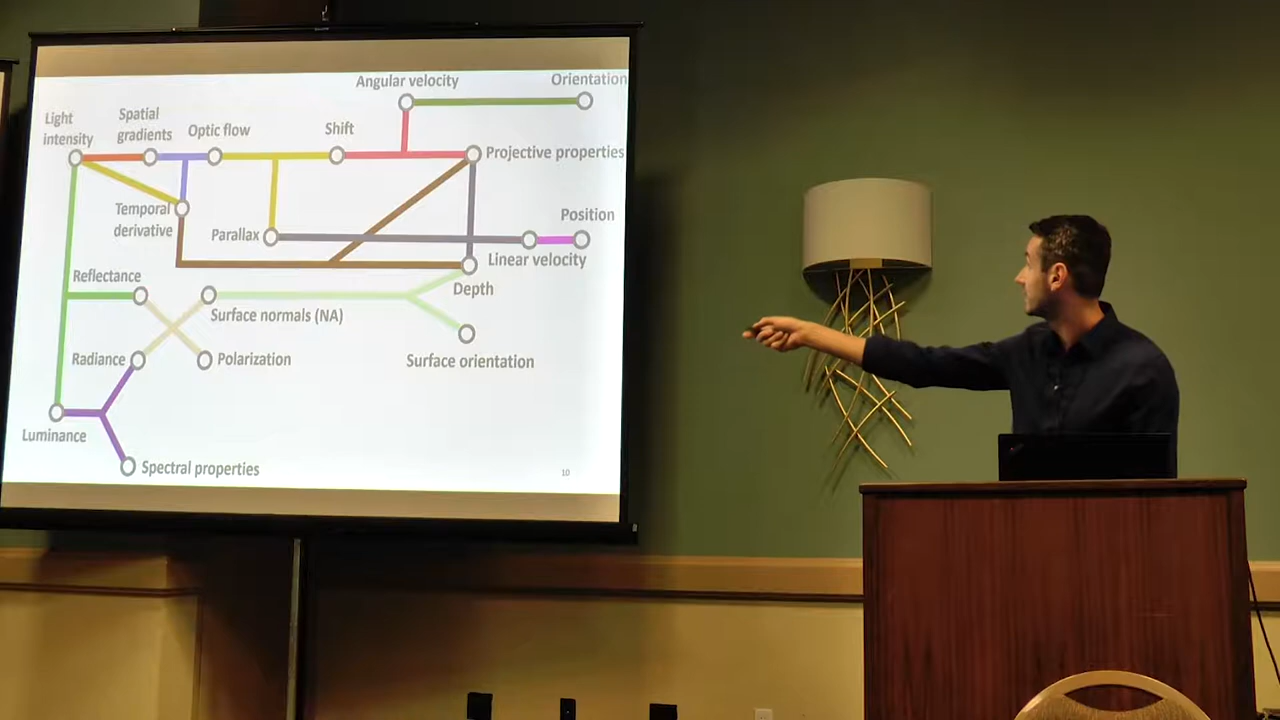 Angular velocity
Orientation
Light
intensity
Spatial
gradients
Optic flow
Shift
Projective properties
Temporal
derivative
Parallax
Position
Linear velocity
Reflectance
Depth
Surface normals (NA)
Radiance
Polarization
Surface orientation
Luminance
Spectral properties
10